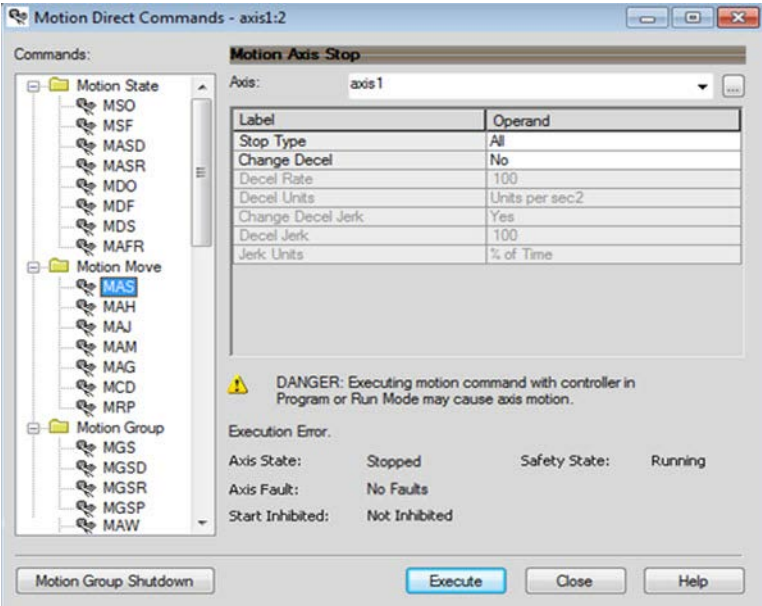 Motion Direct Commands - axis1:2
Commands:
Motion State
MSO
MSF
MASD
MASR
MDO
MDF
MDS
MAFR
Motion Move
MAS
MAH
MAJ
MAM
MAG
MCD
MRP
Motion Group
MGS
MGSD
MGSR
MGSP
MAW
Motion Axis Stop
Axis: axis1 ...
Label Operand
Stop Type All
Change Decel No
Decel Rate 100
Decel Units Units per sec2
Change Decel Jerk Yes
Decel Jerk 100
Jerk Units % of Time
DANGER: Executing motion command with controller in
Program or Run Mode may cause axis motion.
Execution Error.
Axis State: Stopped Safety State: Running
Axis Fault: No Faults
Start Inhibited: Not Inhibited
Motion Group Shutdown Execute Close Help